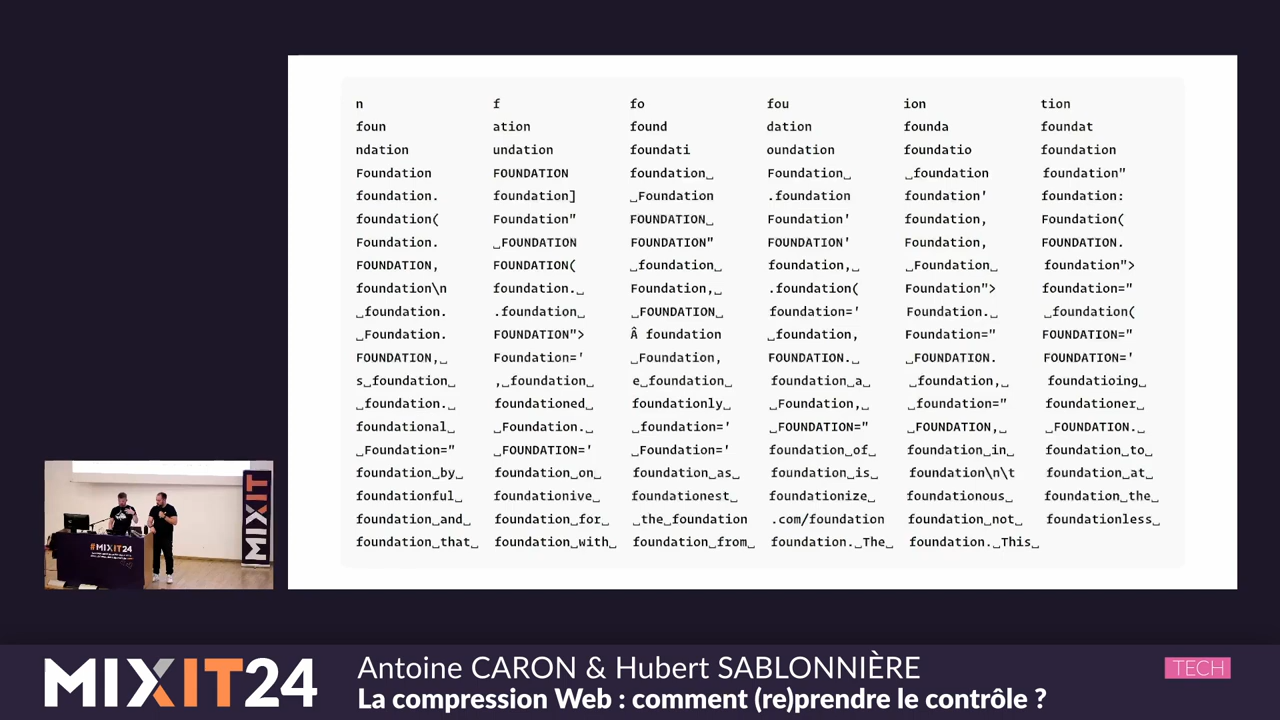 n f fo fou ion tion
foun ation found dation founda foundat
ndation undation foundati oundation foundatio foundation
Foundation FOUNDATION foundation␣ Foundation␣ ␣foundation foundation"
foundation. foundation] ␣Foundation .foundation foundation' foundation:
foundation( Foundation" FOUNDATION␣ Foundation' foundation, Foundation(
Foundation. ␣FOUNDATION FOUNDATION" FOUNDATION' Foundation, FOUNDATION.
FOUNDATION, FOUNDATION( ␣foundation␣ foundation,␣ ␣Foundation␣ foundation">
foundation\n foundation.␣ Foundation,␣ .foundation( Foundation"> foundation="
␣foundation. .foundation␣ ␣FOUNDATION␣ foundation=' Foundation.␣ ␣foundation(
␣Foundation. FOUNDATION"> Â foundation ␣foundation, Foundation=" FOUNDATION="
FOUNDATION,␣ Foundation=' ␣Foundation, FOUNDATION.␣ ␣FOUNDATION. FOUNDATION='
s␣foundation␣ ,␣foundation␣ e␣foundation␣ foundation␣a␣ ␣foundation,␣ foundatioing␣
␣foundation.␣ foundationed␣ foundationly␣ ␣Foundation,␣ ␣foundation=" foundationer␣
foundational␣ ␣Foundation.␣ ␣foundation=' ␣FOUNDATION=" ␣FOUNDATION,␣ ␣FOUNDATION.␣
␣Foundation=" ␣FOUNDATION=' ␣Foundation=' foundation␣of␣ foundation␣in␣ foundation␣to␣
foundation␣by␣ foundation␣on␣ foundation␣as␣ foundation␣is␣ foundation\n\t foundation␣at␣
foundationful␣ foundationive␣ foundationest␣ foundationize␣ foundationous␣ foundation␣the␣
foundation␣and␣ foundation␣for␣ ␣the␣foundation .com/foundation foundation␣not␣ foundationless␣
foundation␣that␣ foundation␣with␣ foundation␣from␣ foundation.␣The␣ foundation.␣This␣
MIXIT
#MIXIT24
MIXIT24
Antoine CARON & Hubert SABLONNIÈRE
TECH
La compression Web : comment (re)prendre le contrôle ?